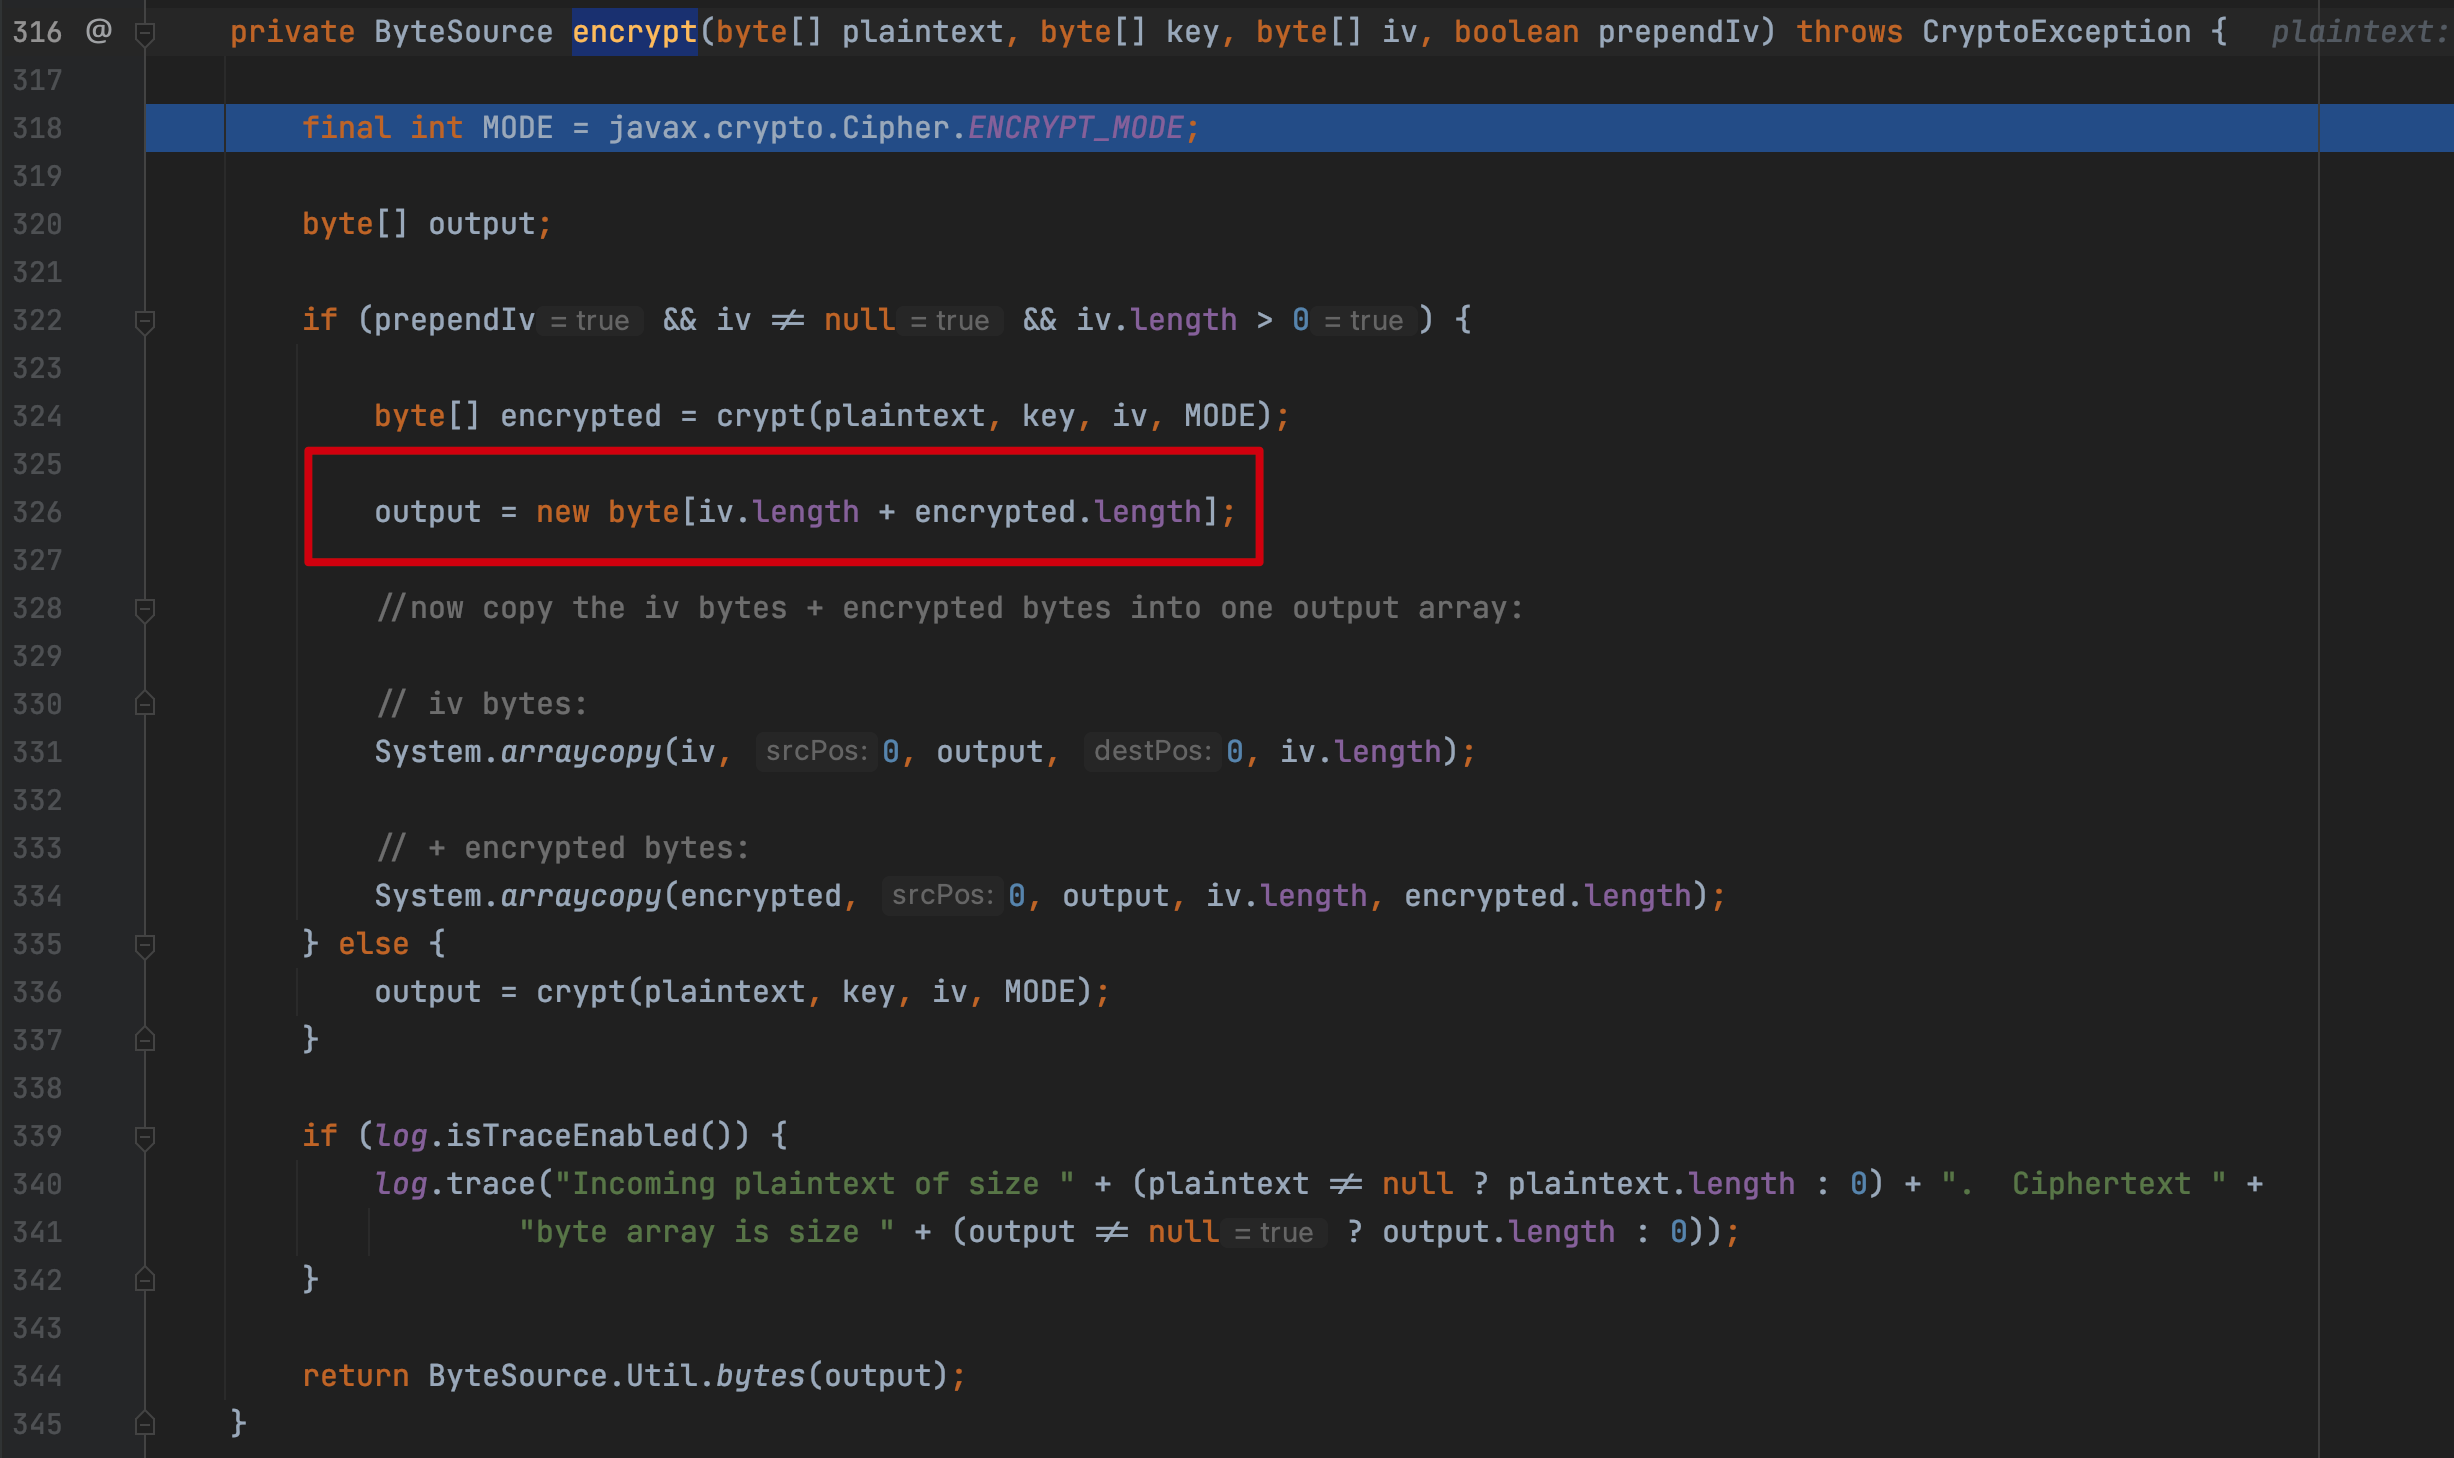 316 @ private ByteSource encrypt(byte[] plaintext, byte[] key, byte[] iv, boolean prependIv) throws CryptoException { plaintext:
317
318 final int MODE = javax.crypto.Cipher.ENCRYPT_MODE;
319
320 byte[] output;
321
322 if (prependIv = true && iv ≠ null = true && iv.length > 0 = true ) {
323
324 byte[] encrypted = crypt(plaintext, key, iv, MODE);
325
326 output = new byte[iv.length + encrypted.length];
327
328 //now copy the iv bytes + encrypted bytes into one output array:
329
330 // iv bytes:
331 System.arraycopy(iv, srcPos: 0, output, destPos: 0, iv.length);
332
333 // + encrypted bytes:
334 System.arraycopy(encrypted, srcPos: 0, output, iv.length, encrypted.length);
335 } else {
336 output = crypt(plaintext, key, iv, MODE);
337 }
338
339 if (log.isTraceEnabled()) {
340 log.trace("Incoming plaintext of size " + (plaintext ≠ null ? plaintext.length : 0) + ".  Ciphertext " +
341 "byte array is size " + (output ≠ null = true ? output.length : 0));
342 }
343
344 return ByteSource.Util.bytes(output);
345 }